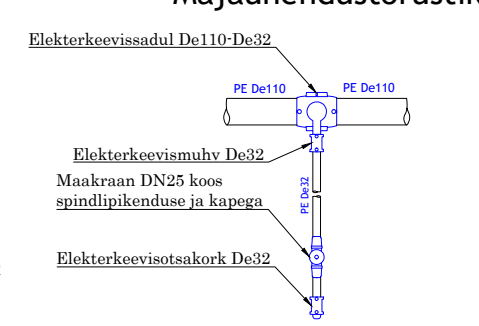 Majaühendustorustik
Elekterkeevissadul De110-De32
PE De110
PE De110
Elekterkeevismuhv De32
Maakraan DN25 koos
spindlipikenduse ja kapega
PE De32
Elekterkeevisotsakork De32